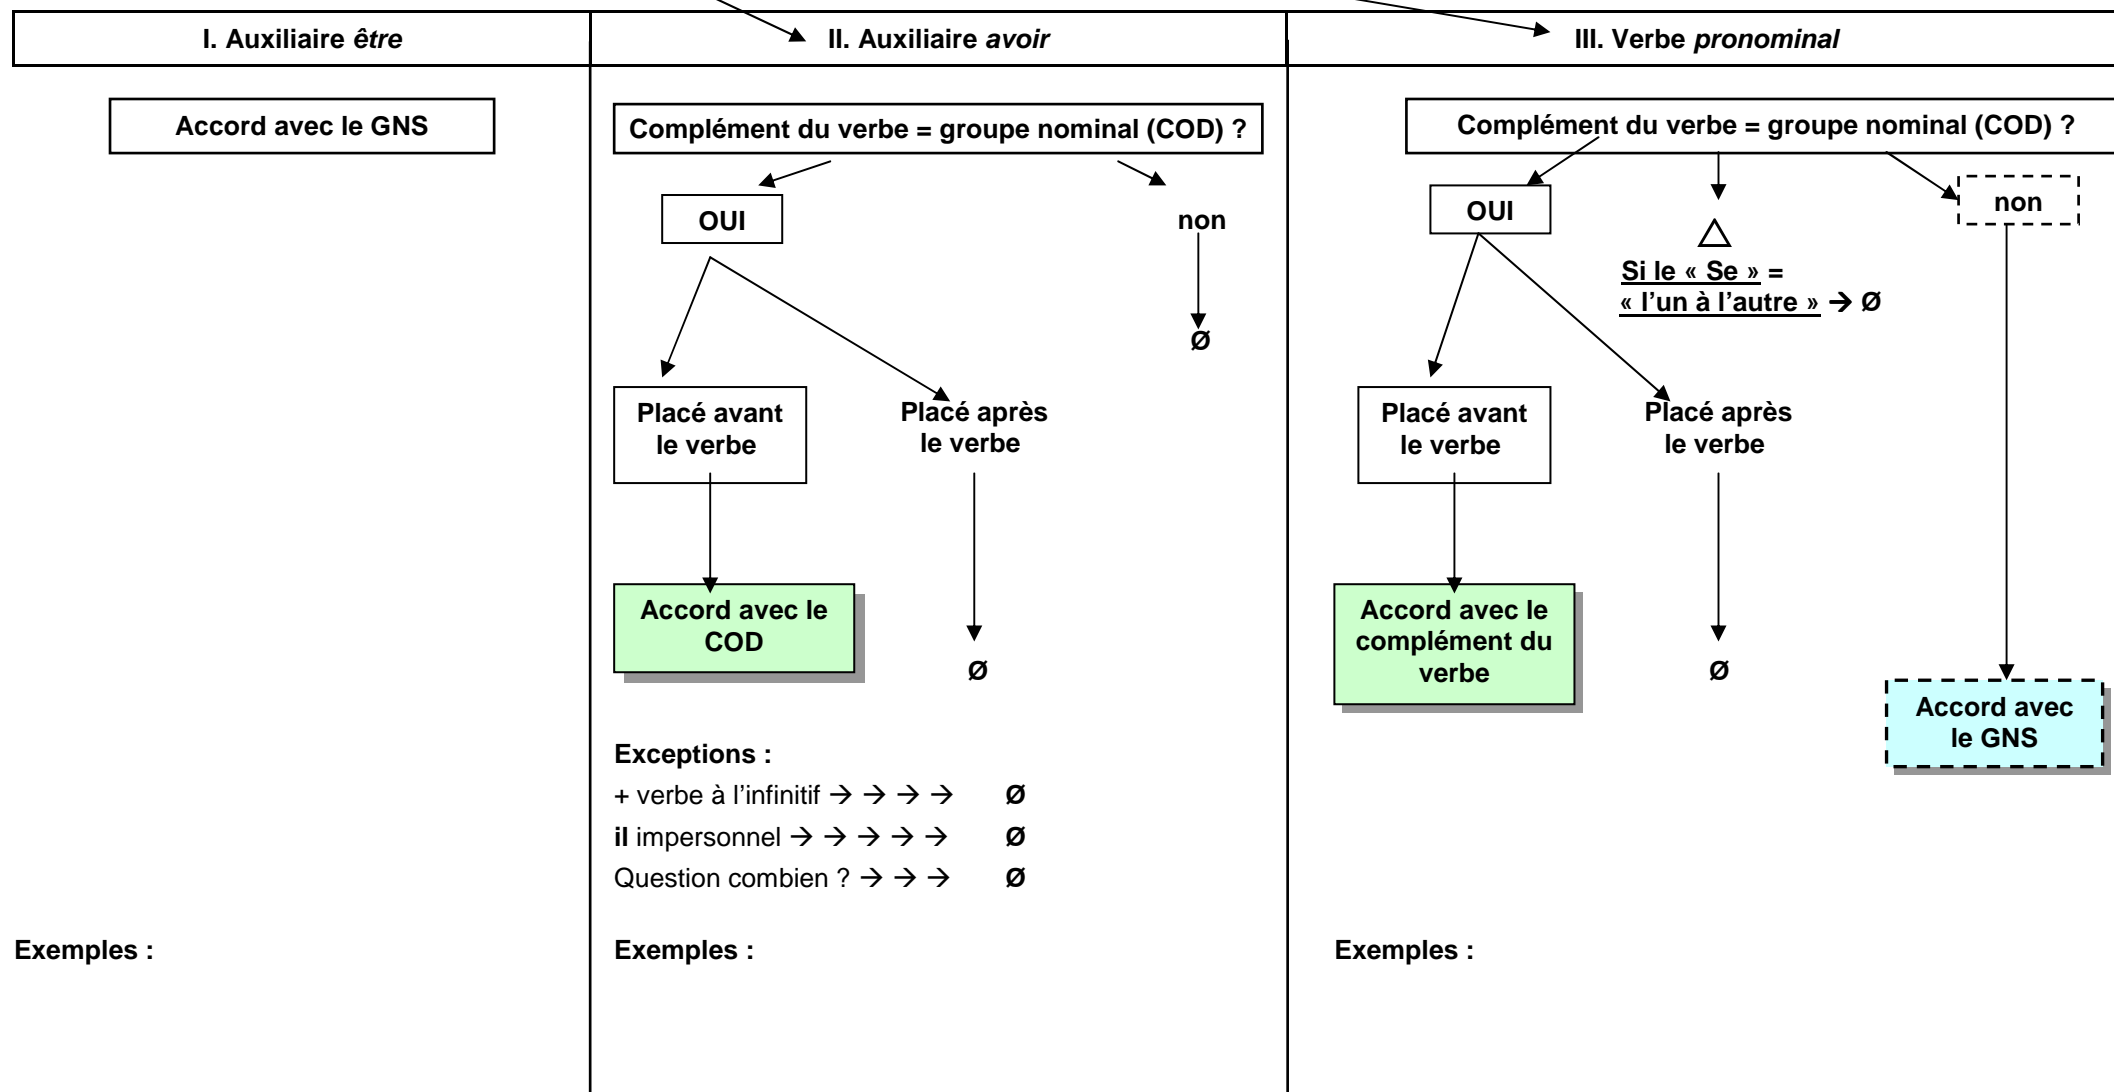 I. Auxiliaire être
II. Auxiliaire avoir
III. Verbe pronominal
Accord avec le GNS
Complément du verbe = groupe nominal (COD) ?
OUI
non
Ø
Placé avant
le verbe
Placé après
le verbe
Accord avec le
COD
Ø
Exceptions :
+ verbe à l’infinitif → → → → Ø
il impersonnel → → → → → Ø
Question combien ? → → → Ø
Complément du verbe = groupe nominal (COD) ?
OUI
non
Si le « Se » =
« l’un à l’autre » → Ø
Placé avant
le verbe
Placé après
le verbe
Accord avec le
complément du
verbe
Ø
Accord avec
le GNS
Exemples :
Exemples :
Exemples :